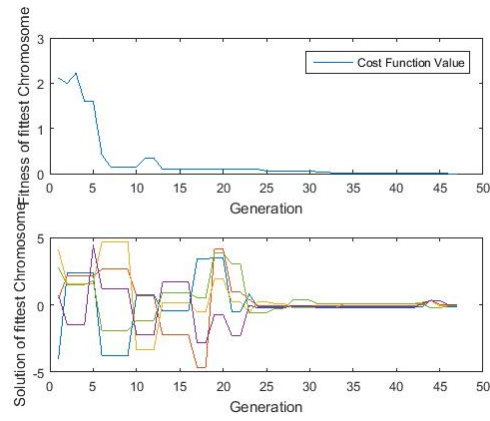 Fitness of fittest Chromosome
3
2
1
0
Cost Function Value
0 5 10 15 20 25 30 35 40 45 50
Generation
Solution of fittest Chromosome
5
0
-5
0 5 10 15 20 25 30 35 40 45 50
Generation